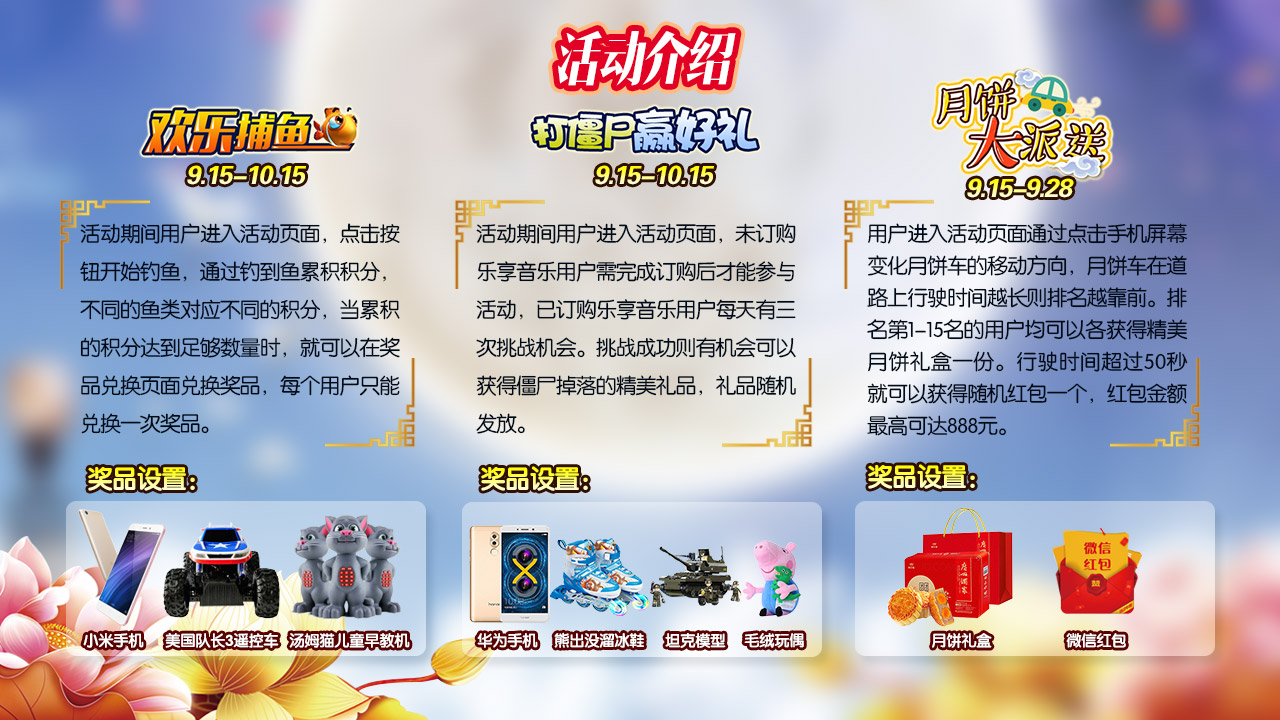 活动介绍
欢乐捕鱼
9.15-10.15
活动期间用户进入活动页面，点击按
钮开始钓鱼，通过钓到鱼累积积分，
不同的鱼类对应不同的积分，当累积
的积分达到足够数量时，就可以在奖
品兑换页面兑换奖品，每个用户只能
兑换一次奖品。
奖品设置：
小米手机
美国队长3遥控车
汤姆猫儿童早教机
打僵尸赢好礼
9.15-10.15
活动期间用户进入活动页面，未订购
乐享音乐用户需完成订购后才能参与
活动，已订购乐享音乐用户每天有三
次挑战机会。挑战成功则有机会可以
获得僵尸掉落的精美礼品，礼品随机
发放。
奖品设置：
华为手机
熊出没溜冰鞋
坦克模型
毛绒玩偶
月饼
大派送
9.15-9.28
用户进入活动页面通过点击手机屏幕
变化月饼车的移动方向，月饼车在道
路上行驶时间越长则排名越靠前。排
名第1-15名的用户均可以各获得精美
月饼礼盒一份。行驶时间超过50秒
就可以获得随机红包一个，红包金额
最高可达888元。
奖品设置：
月饼礼盒
微信
红包
微信红包